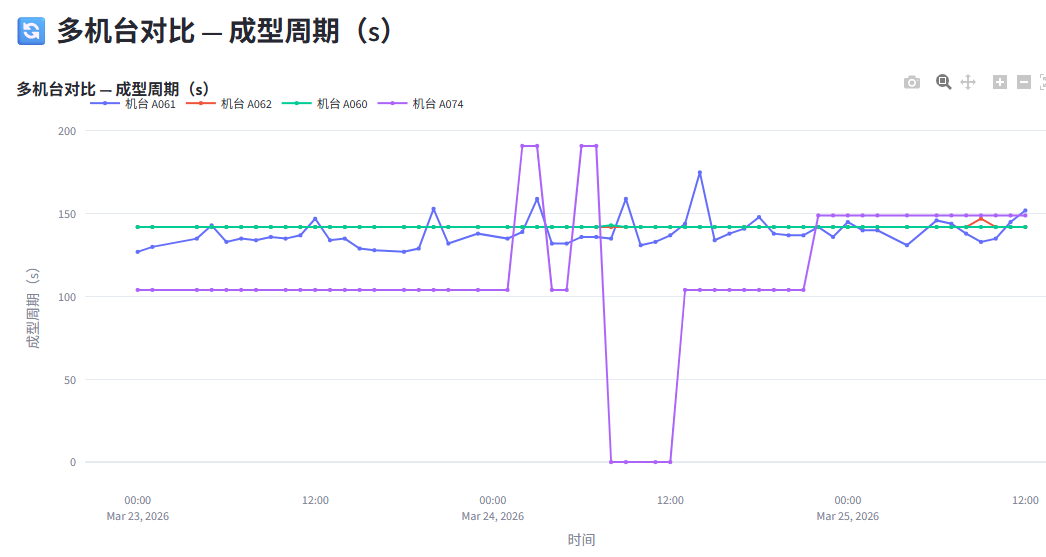 🔄 多机台对比 — 成型周期（s）
多机台对比 — 成型周期（s）
机台 A061 机台 A062 机台 A060 机台 A074
200
150
100
50
0
成型周期（s）
00:00 12:00 00:00 12:00 00:00 12:00
Mar 23, 2026 Mar 24, 2026 Mar 25, 2026
时间